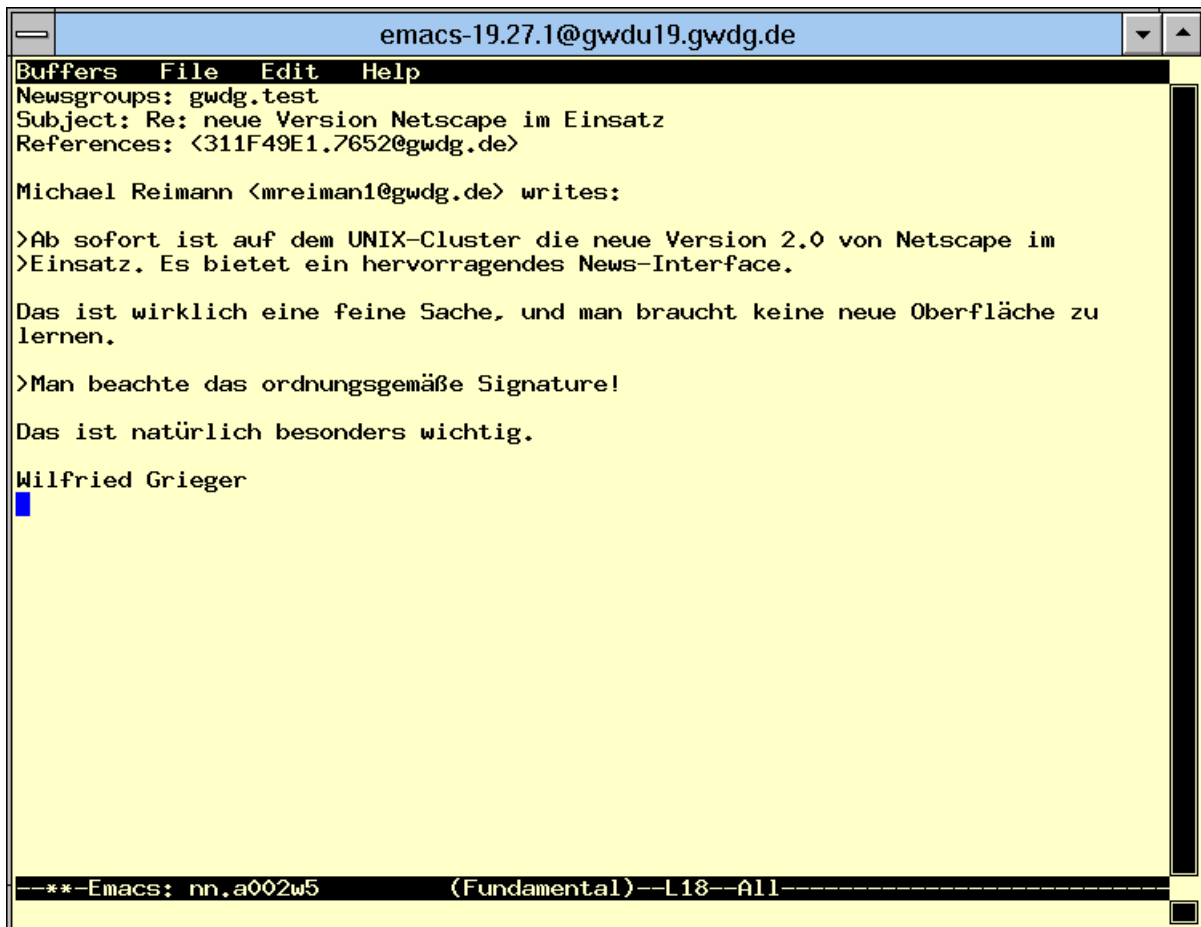 emacs-19.27.1@gwdu19.gwdg.de
Buffers File Edit Help
Newsgroups: gwdg.test
Subject: Re: neue Version Netscape im Einsatz
References: <311F49E1.7652@gwdg.de>
Michael Reimann <mreiman1@gwdg.de> writes:
>Ab sofort ist auf dem UNIX-Cluster die neue Version 2.0 von Netscape im
>Einsatz. Es bietet ein hervorragendes News-Interface.
Das ist wirklich eine feine Sache, und man braucht keine neue Oberfläche zu
lernen.
>Man beachte das ordnungsgemäße Signature!
Das ist natürlich besonders wichtig.
Wilfried Grieger
--**-Emacs: nn.a002w5 (Fundamental)--L18--All---------------------------